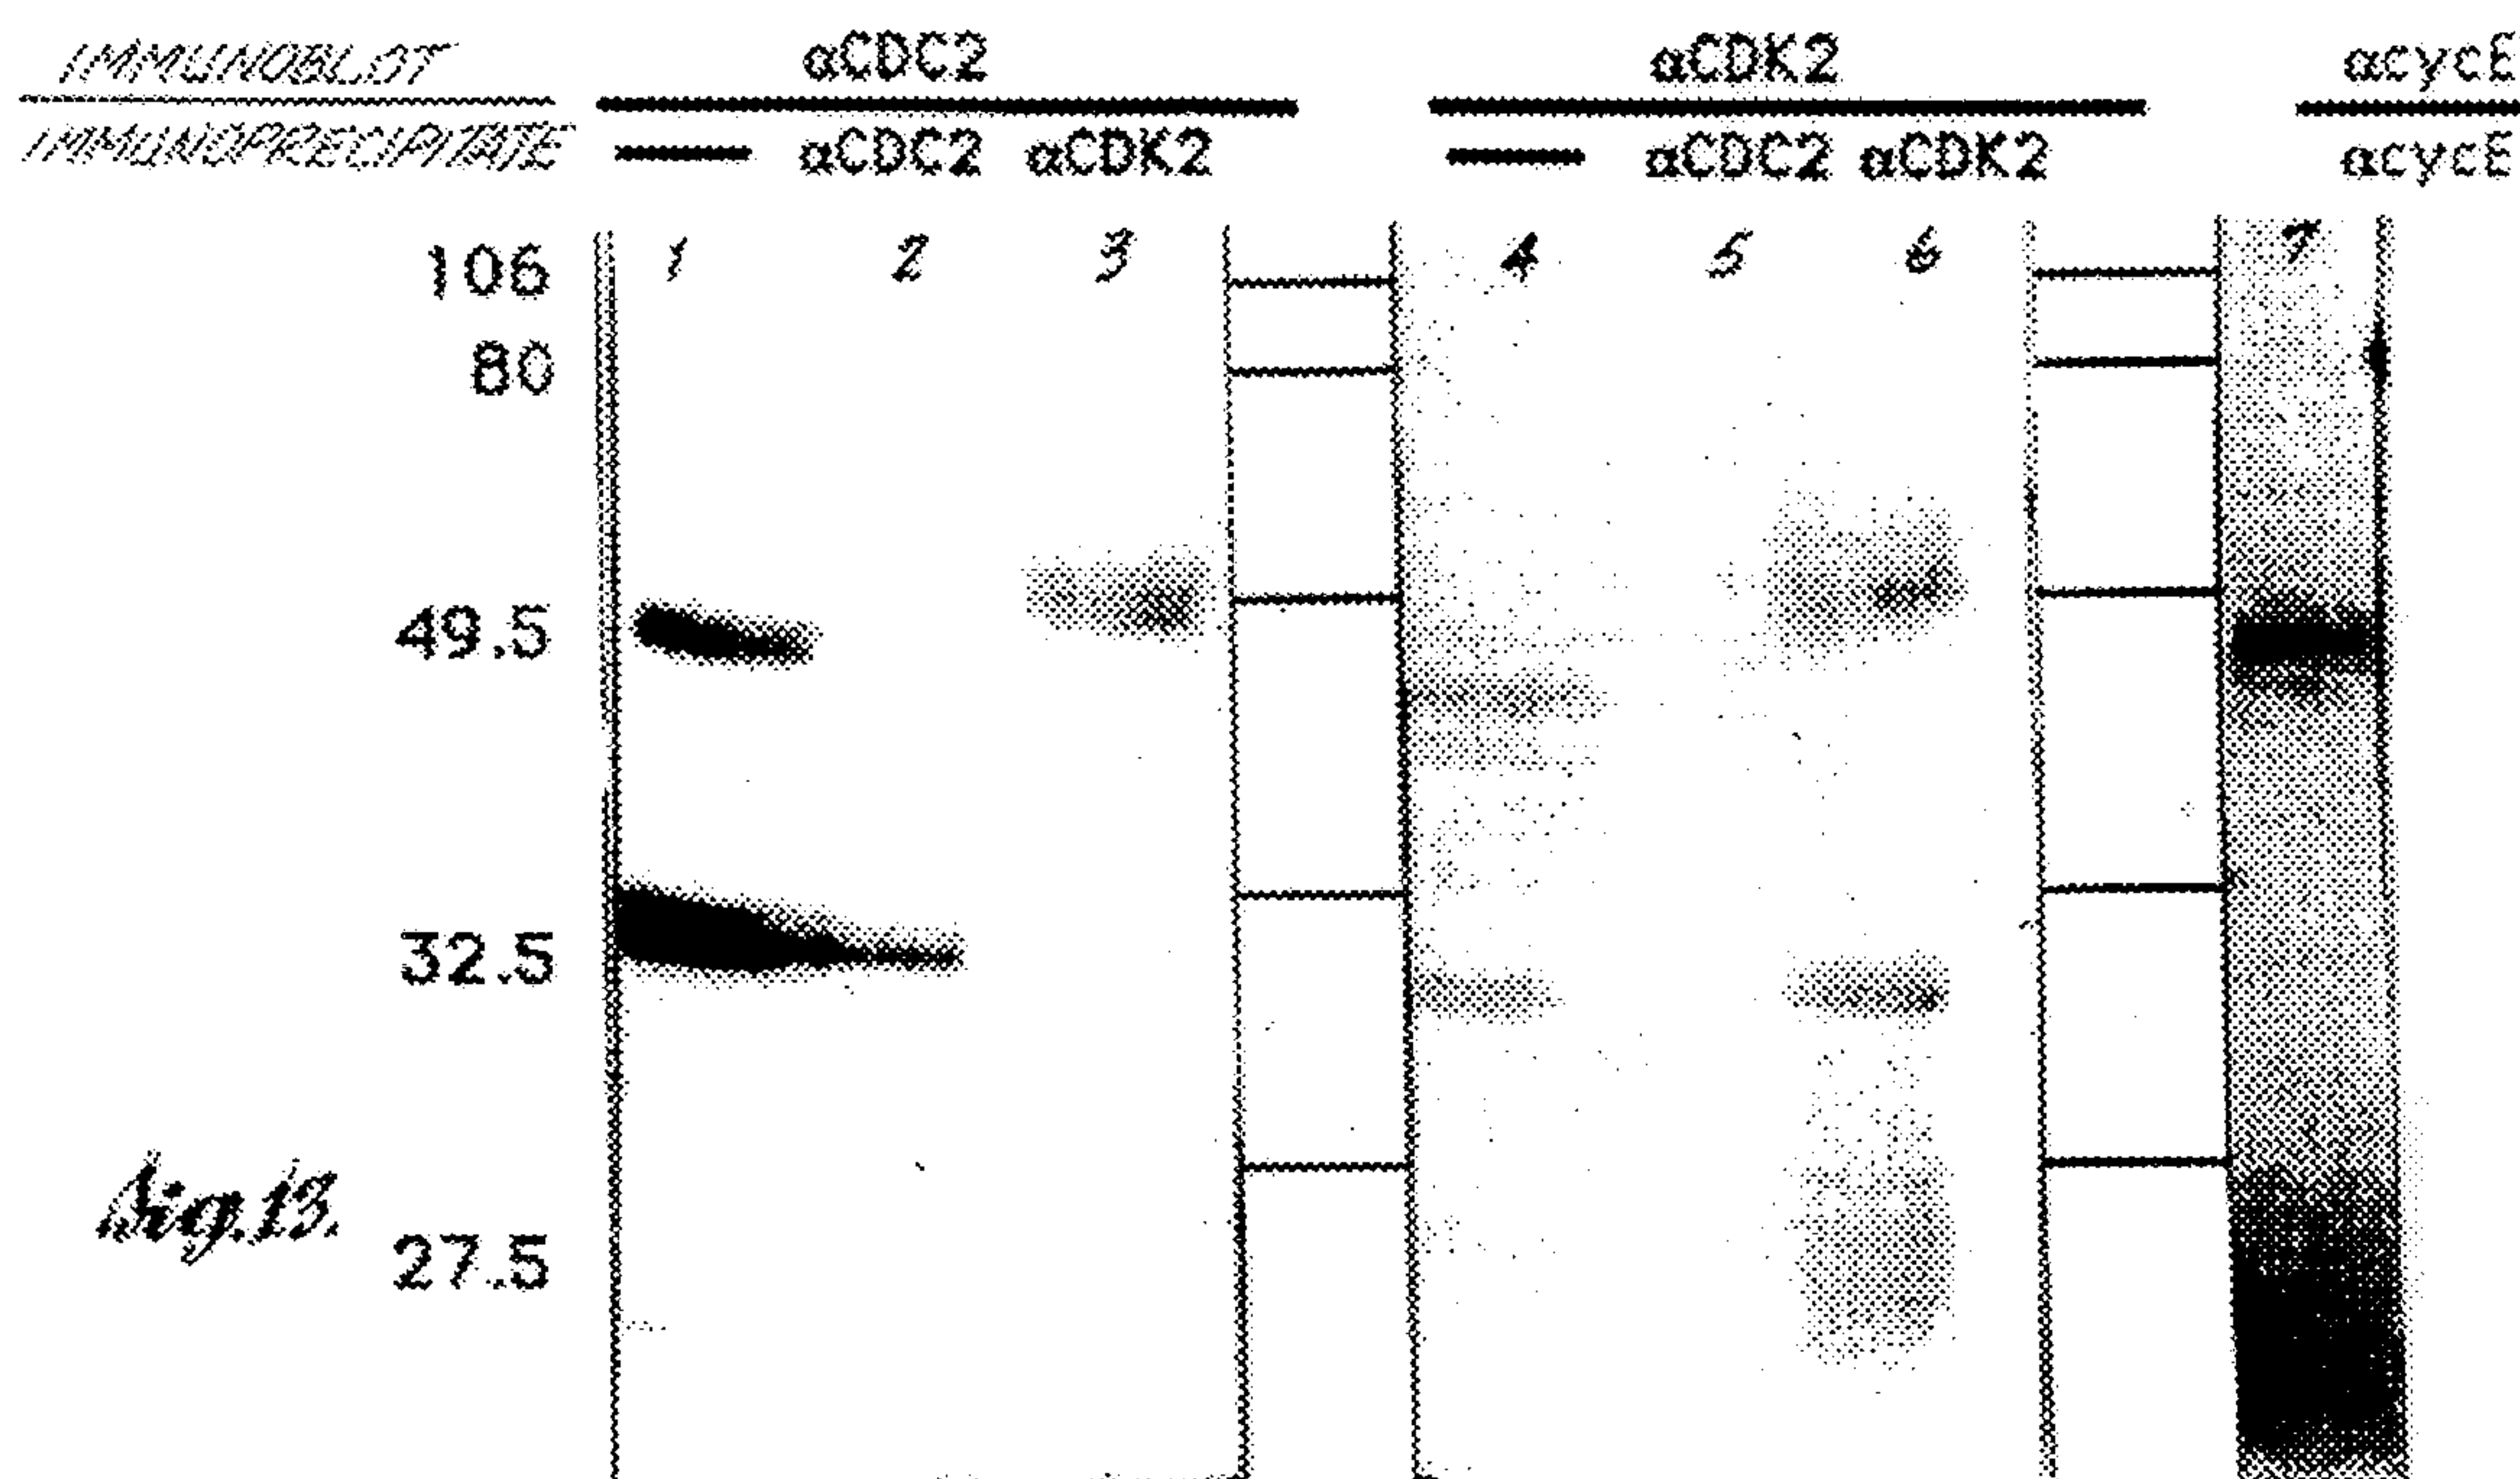 IMMUNOBLOT αCDC2 αCDK2 αcycE
IMMUNOPRECIPITATE — αCDC2 αCDK2 — αCDC2 αCDK2 αcycE
1 2 3 4 5 6 7
106
80
49.5
32.5
Fig.13.
27.5